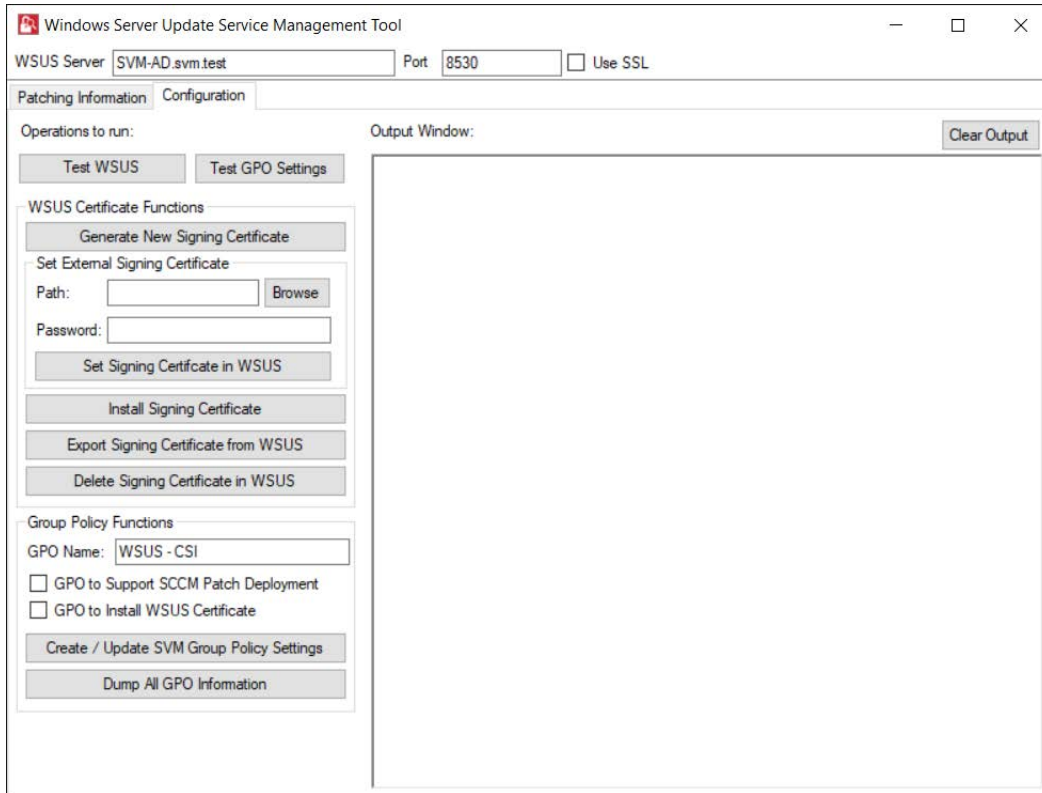 Windows Server Update Service Management Tool
WSUS Server SVM-AD.svm.test Port 8530 Use SSL
Patching Information Configuration
Operations to run: Output Window: Clear Output
Test WSUS Test GPO Settings
WSUS Certificate Functions
Generate New Signing Certificate
Set External Signing Certificate
Path: Browse
Password:
Set Signing Certifcate in WSUS
Install Signing Certificate
Export Signing Certificate from WSUS
Delete Signing Certificate in WSUS
Group Policy Functions
GPO Name: WSUS - CSI
GPO to Support SCCM Patch Deployment
GPO to Install WSUS Certificate
Create / Update SVM Group Policy Settings
Dump All GPO Information